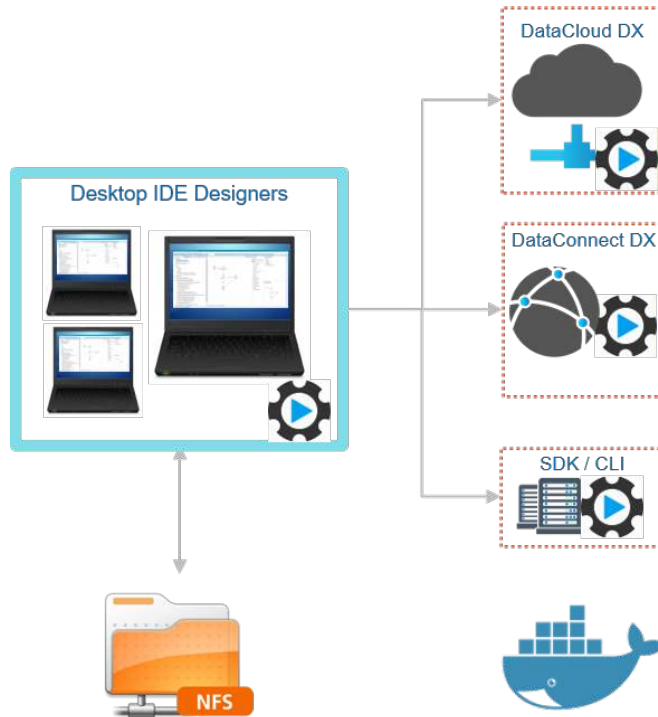 DataCloud DX
Desktop IDE Designers
DataConnect DX
SDK / CLI
NFS